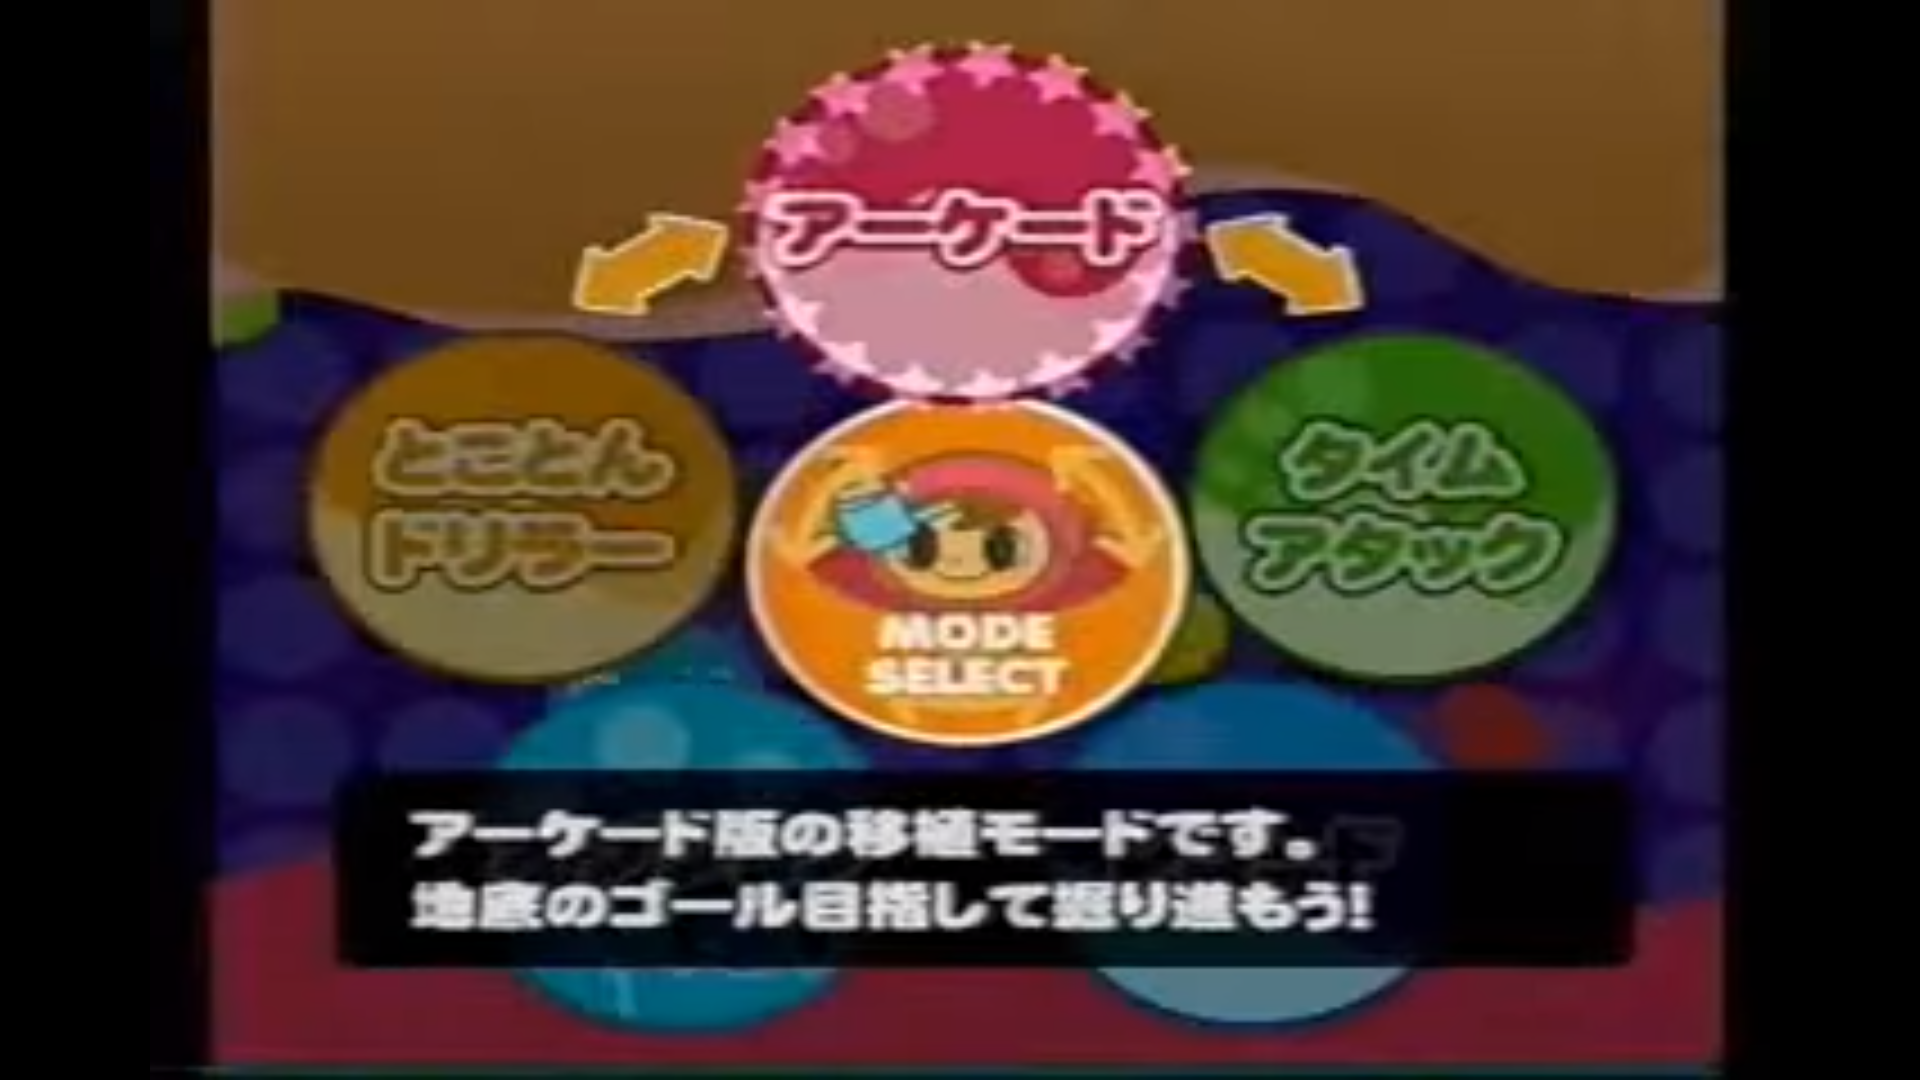 アーケード
とことん
ドリラー
タイム
アタック
MODE
SELECT
アーケード版の移植モードです。
地底のゴール目指して掘り進もう!